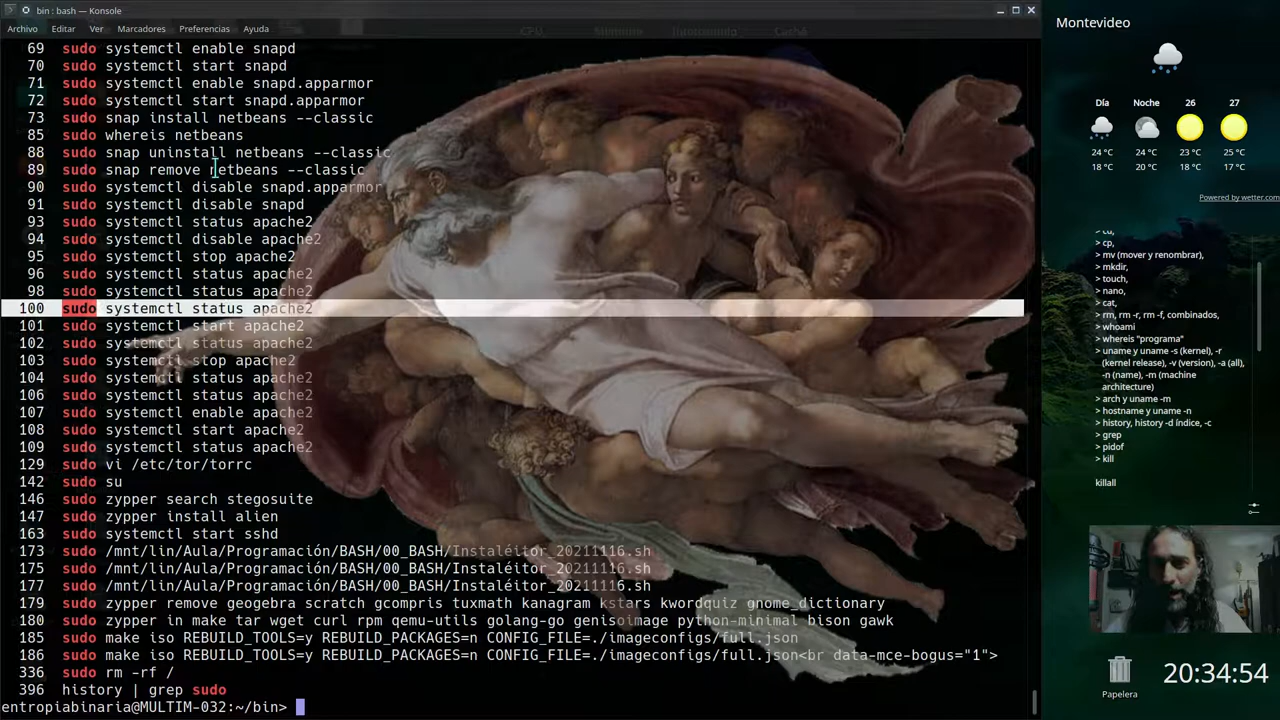 bin : bash — Konsole
Archivo Editar Ver Marcadores Preferencias Ayuda
69 sudo systemctl enable snapd
70 sudo systemctl start snapd
71 sudo systemctl enable snapd.apparmor
72 sudo systemctl start snapd.apparmor
73 sudo snap install netbeans --classic
85 sudo whereis netbeans
88 sudo snap uninstall netbeans --classic
89 sudo snap remove netbeans --classic
90 sudo systemctl disable snapd.apparmor
91 sudo systemctl disable snapd
93 sudo systemctl status apache2
94 sudo systemctl disable apache2
95 sudo systemctl stop apache2
96 sudo systemctl status apache2
98 sudo systemctl status apache2
100 sudo systemctl status apache2
101 sudo systemctl start apache2
102 sudo systemctl status apache2
103 sudo systemctl stop apache2
104 sudo systemctl status apache2
106 sudo systemctl status apache2
107 sudo systemctl enable apache2
108 sudo systemctl start apache2
109 sudo systemctl status apache2
129 sudo vi /etc/tor/torrc
142 sudo su
146 sudo zypper search stegosuite
147 sudo zypper install alien
163 sudo systemctl start sshd
173 sudo /mnt/lin/Aula/Programación/BASH/00_BASH/Instaléitor_20211116.sh
175 sudo /mnt/lin/Aula/Programación/BASH/00_BASH/Instaléitor_20211116.sh
177 sudo /mnt/lin/Aula/Programación/BASH/00_BASH/Instaléitor_20211116.sh
179 sudo zypper remove geogebra scratch gcompris tuxmath kanagram kstars kwordquiz gnome_dictionary
180 sudo zypper in make tar wget curl rpm qemu-utils golang-go genisoimage python-minimal bison gawk
185 sudo make iso REBUILD_TOOLS=y REBUILD_PACKAGES=n CONFIG_FILE=./imageconfigs/full.json
186 sudo make iso REBUILD_TOOLS=y REBUILD_PACKAGES=n CONFIG_FILE=./imageconfigs/full.json<br data-mce-bogus="1">
336 sudo rm -rf /
396 history | grep sudo
entropiabinaria@MULTIM-032:~/bin>
Montevideo
Día Noche 26 27
24 °C 24 °C 23 °C 25 °C
18 °C 20 °C 18 °C 17 °C
Powered by wetter.com
> cd,
> cp,
> mv (mover y renombrar),
> mkdir,
> touch,
> nano,
> cat,
> rm, rm -r, rm -f, combinados,
> whoami
> whereis "programa"
> uname y uname -s (kernel), -r
(kernel release), -v (version), -a (all),
-n (name), -m (machine
architecture)
> arch y uname -m
> hostname y uname -n
> history, history -d índice, -c
> grep
> pidof
> kill
killall
Papelera
20:34:54